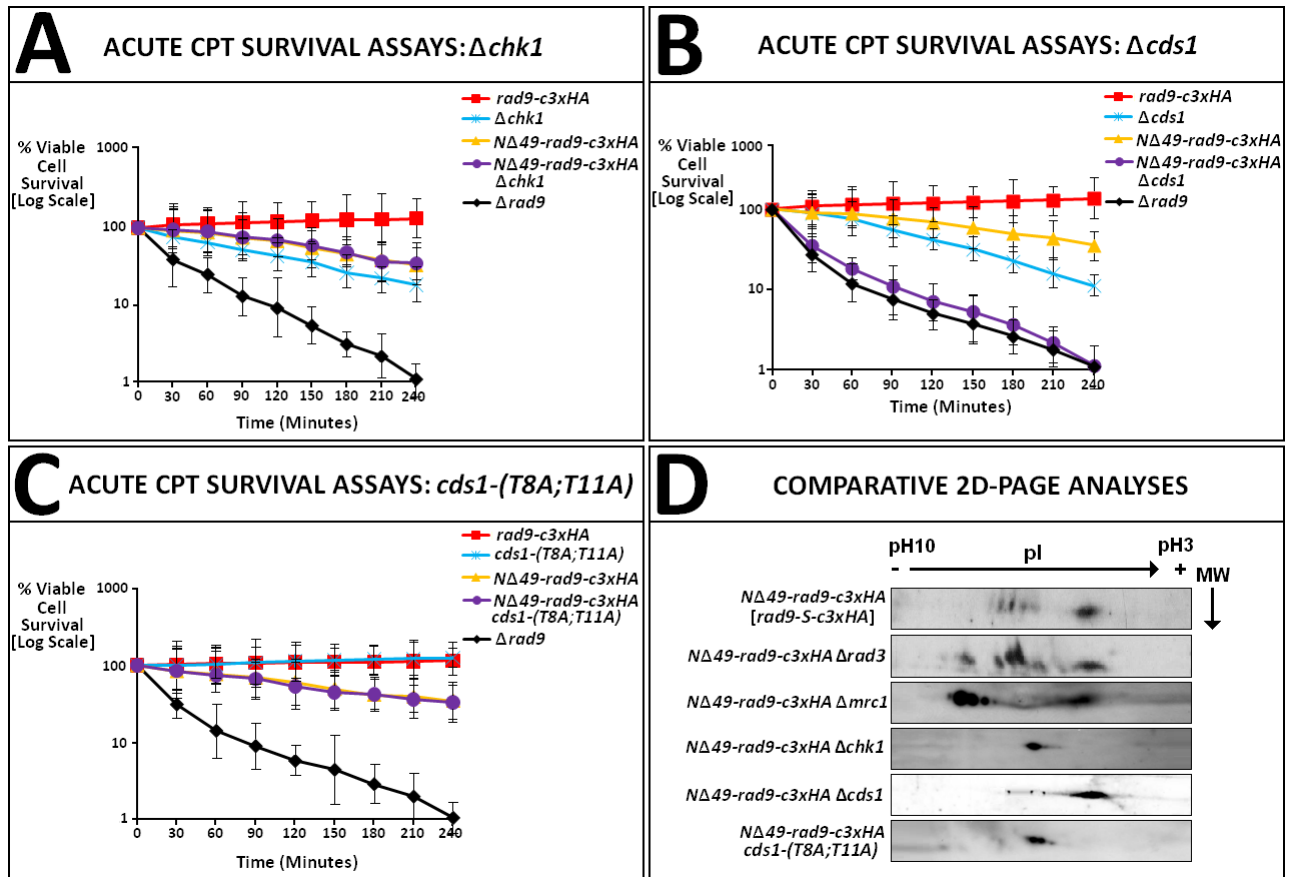 A ACUTE CPT SURVIVAL ASSAYS: Δchk1
rad9-c3xHA
Δchk1
NΔ49-rad9-c3xHA
NΔ49-rad9-c3xHA
Δchk1
Δrad9
% Viable
Cell
Survival
[Log Scale]
1000
100
10
1
0 30 60 90 120 150 180 210 240
Time (Minutes)
B ACUTE CPT SURVIVAL ASSAYS: Δcds1
rad9-c3xHA
Δcds1
NΔ49-rad9-c3xHA
NΔ49-rad9-c3xHA
Δcds1
Δrad9
% Viable
Cell
Survival
[Log Scale]
1000
100
10
1
0 30 60 90 120 150 180 210 240
Time (Minutes)
C ACUTE CPT SURVIVAL ASSAYS: cds1-(T8A;T11A)
rad9-c3xHA
cds1-(T8A;T11A)
NΔ49-rad9-c3xHA
NΔ49-rad9-c3xHA
cds1-(T8A;T11A)
Δrad9
% Viable
Cell
Survival
[Log Scale]
1000
100
10
1
0 30 60 90 120 150 180 210 240
Time (Minutes)
D COMPARATIVE 2D-PAGE ANALYSES
pH10 pI pH3
- + MW
NΔ49-rad9-c3xHA
[rad9-S-c3xHA]
NΔ49-rad9-c3xHA Δrad3
NΔ49-rad9-c3xHA Δmrc1
NΔ49-rad9-c3xHA Δchk1
NΔ49-rad9-c3xHA Δcds1
NΔ49-rad9-c3xHA
cds1-(T8A;T11A)